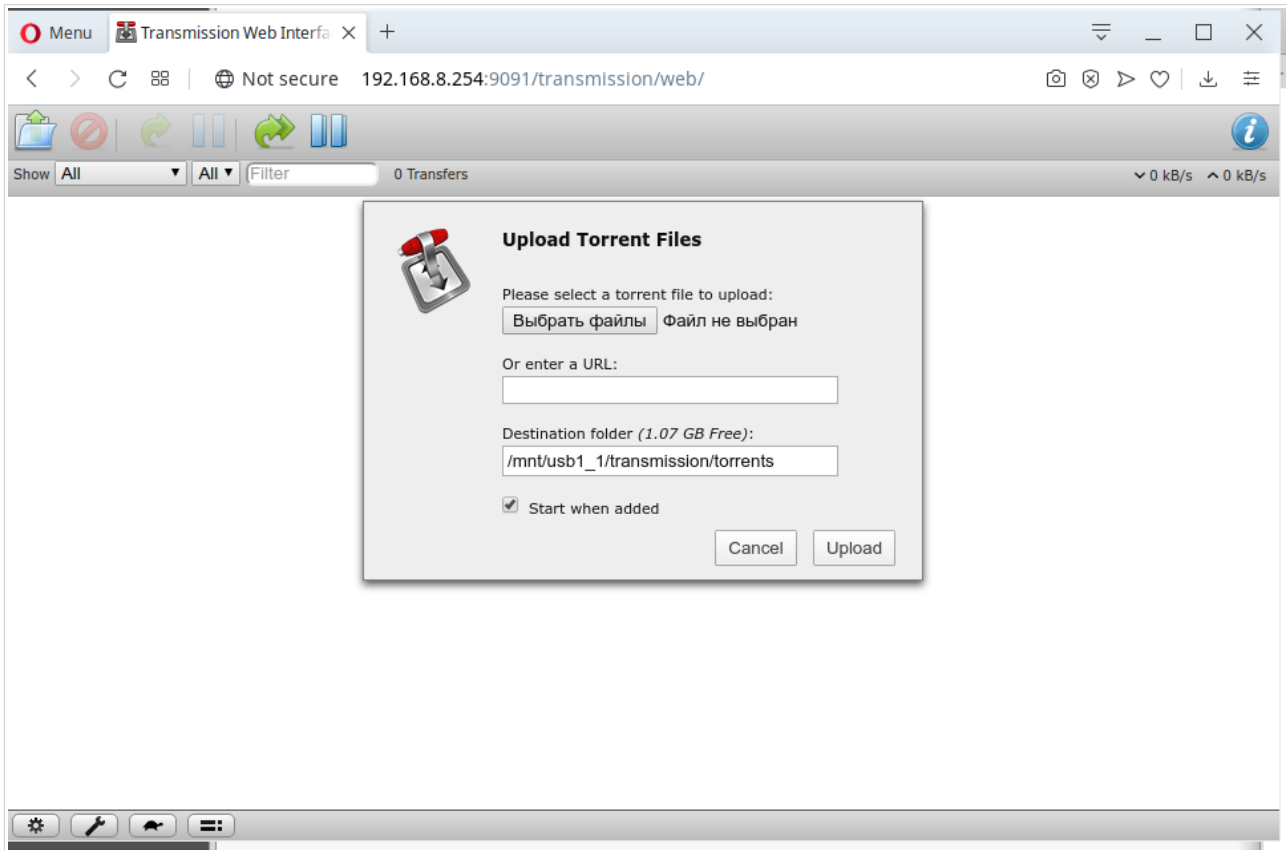 Menu Transmission Web Interfa
Not secure 192.168.8.254:9091/transmission/web/
Show All All Filter 0 Transfers 0 kB/s 0 kB/s
Upload Torrent Files
Please select a torrent file to upload:
Выбрать файлы Файл не выбран
Or enter a URL:
Destination folder (1.07 GB Free):
/mnt/usb1_1/transmission/torrents
Start when added
Cancel Upload